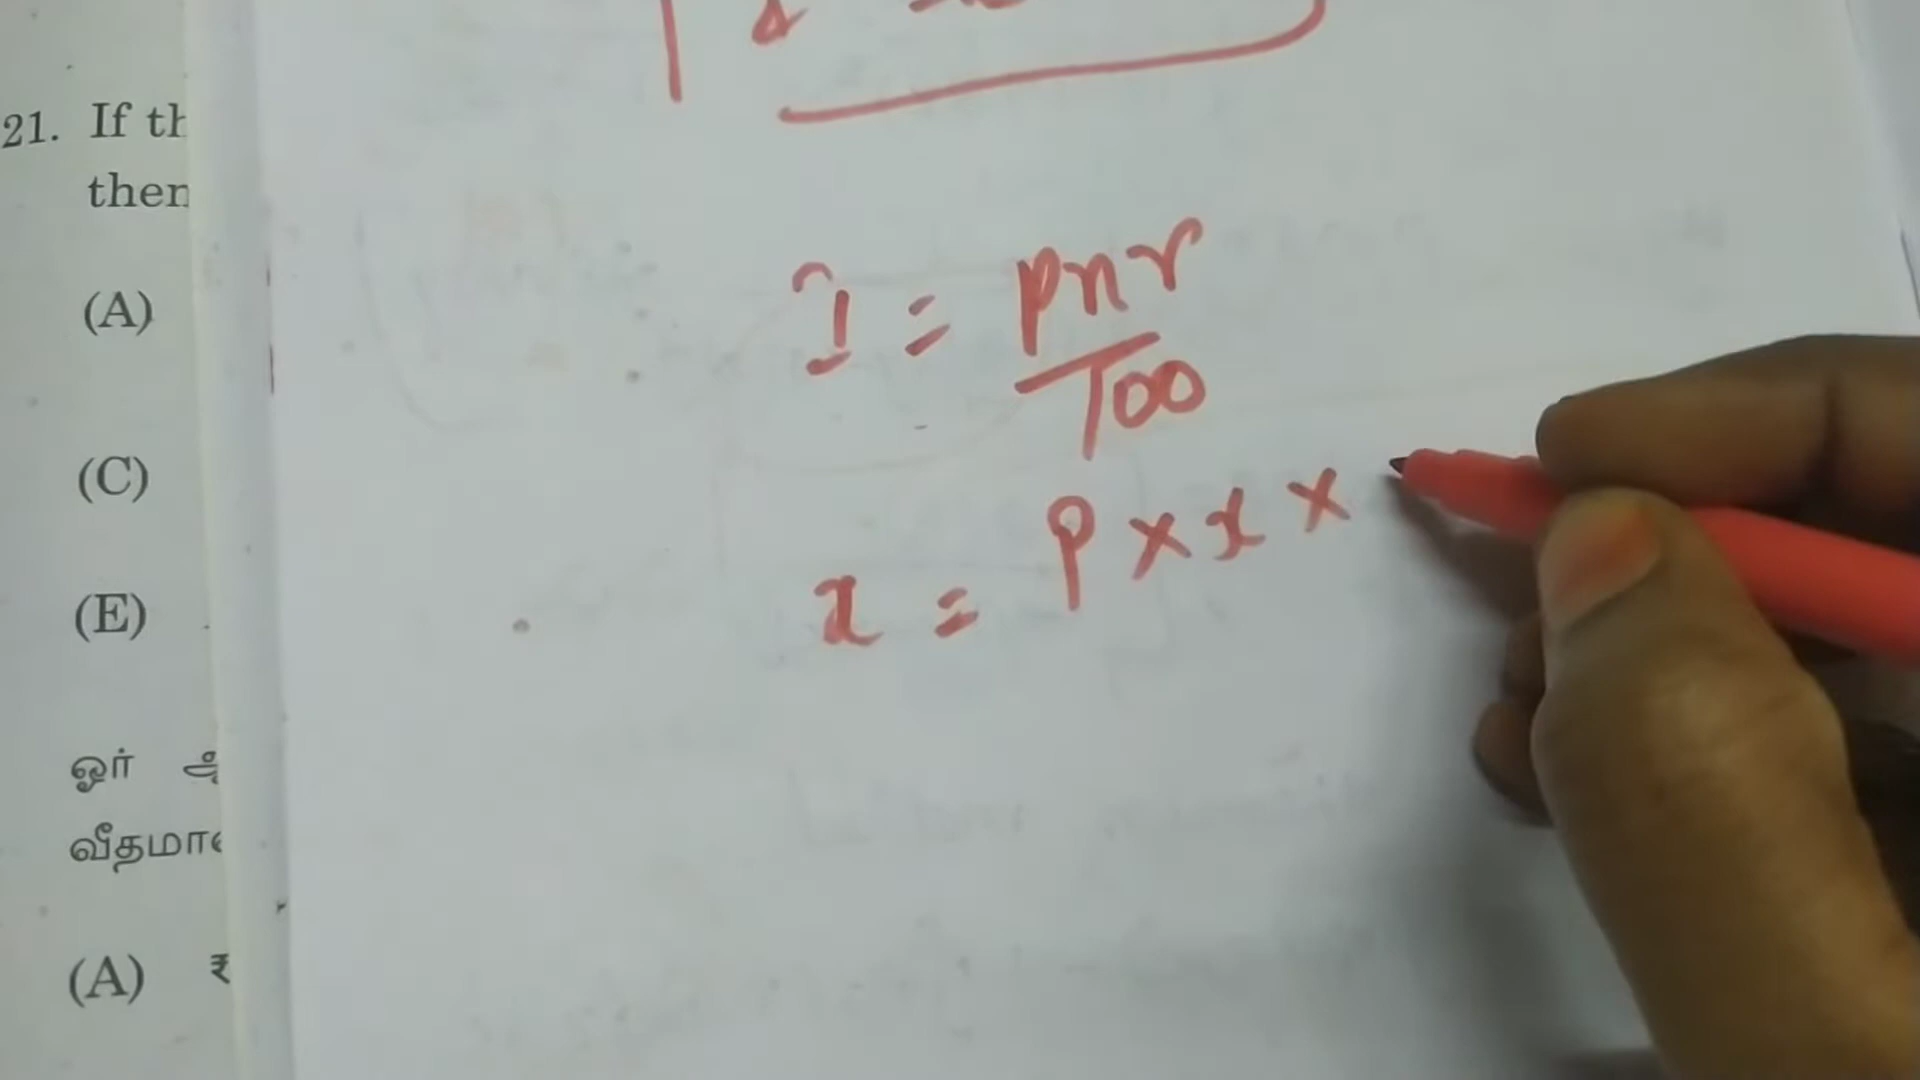 21. If th
then
(A)
(C)
(E)
ஓர்
வீதமா
(A) ₹
I = pnr
100
x = P × x ×